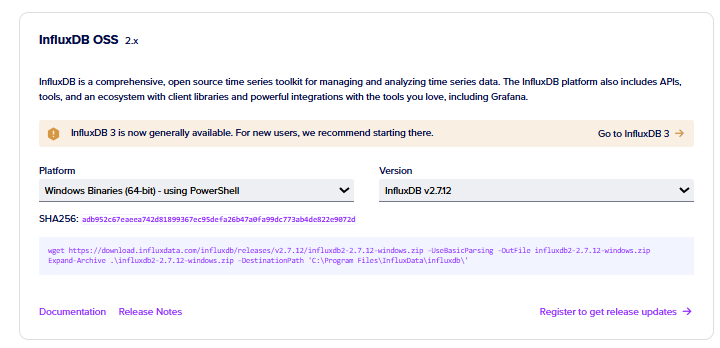 InfluxDB OSS 2.x
InfluxDB is a comprehensive, open source time series toolkit for managing and analyzing time series data. The InfluxDB platform also includes APIs,
tools, and an ecosystem with client libraries and powerful integrations with the tools you love, including Grafana.
InfluxDB 3 is now generally available. For new users, we recommend starting there. Go to InfluxDB 3 →
Platform Version
Windows Binaries (64-bit) - using PowerShell InfluxDB v2.7.12
SHA256: adb952c67eaeea742d81899367ec95defa26b47a0fa99dc773ab4de822e9072d
wget https://download.influxdata.com/influxdb/releases/v2.7.12/influxdb2-2.7.12-windows.zip -UseBasicParsing -OutFile influxdb2-2.7.12-windows.zip
Expand-Archive .\influxdb2-2.7.12-windows.zip -DestinationPath 'C:\Program Files\InfluxData\influxdb\'
Documentation Release Notes Register to get release updates →